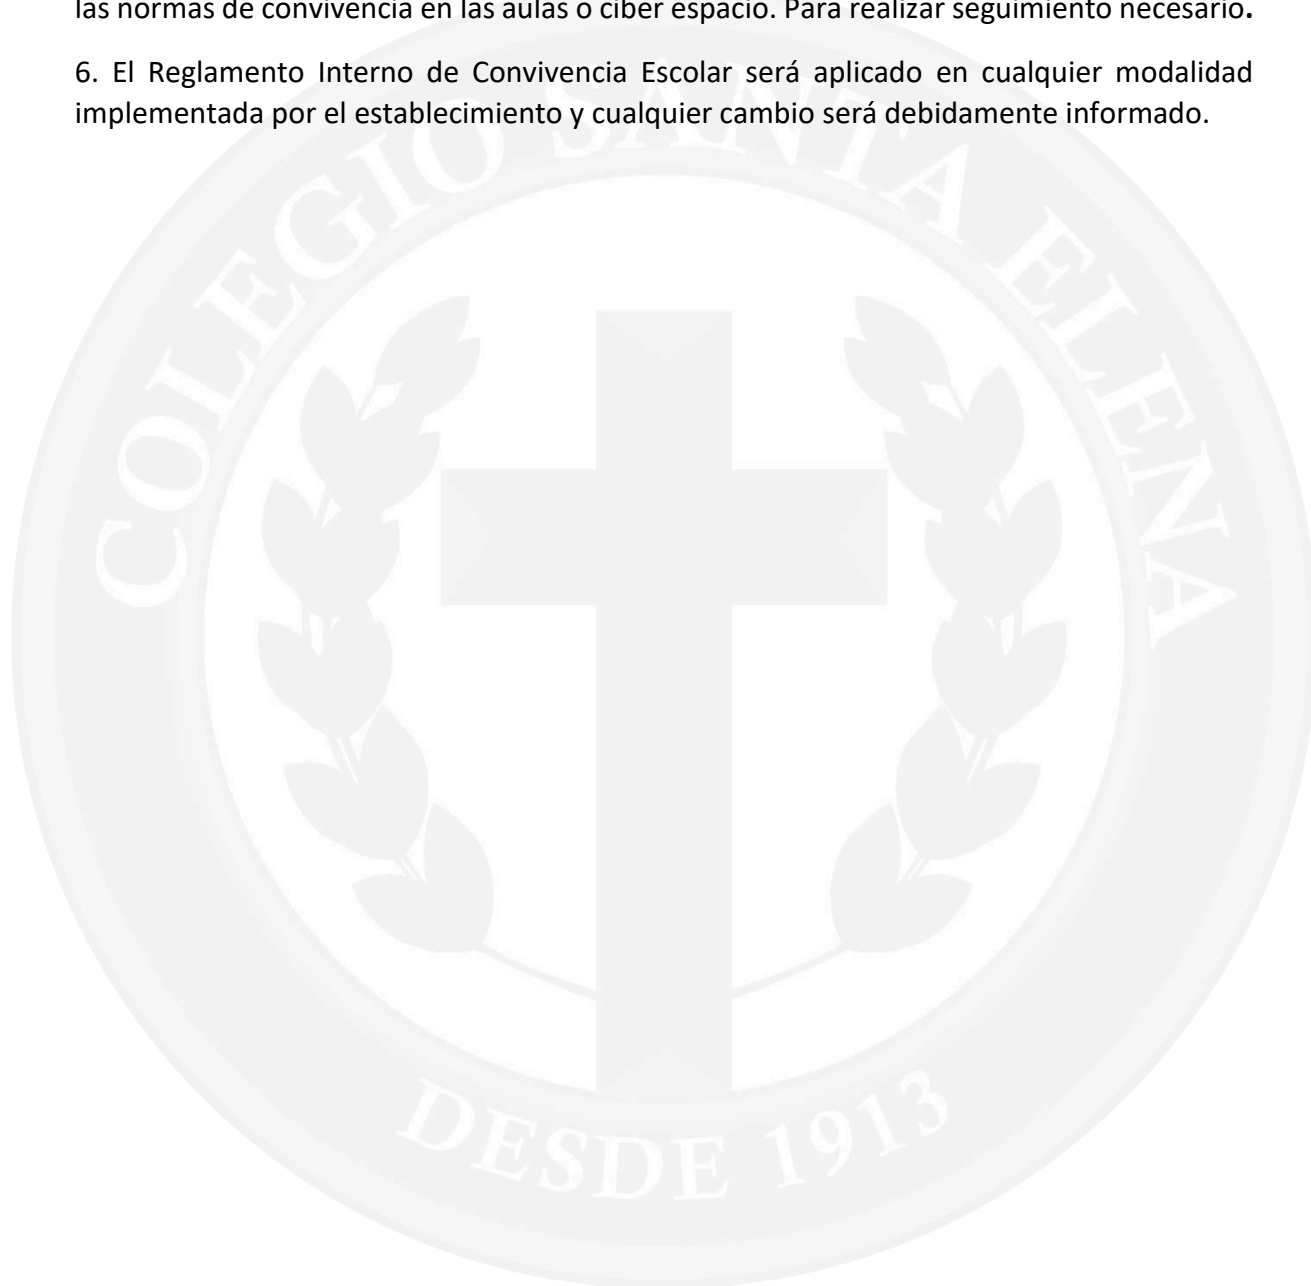 las normas de convivencia en las aulas o ciber espacio. Para realizar seguimiento necesario.
6. El Reglamento Interno de Convivencia Escolar será aplicado en cualquier modalidad
implementada por el establecimiento y cualquier cambio será debidamente informado.
COLEGIO SANTA ELENA
DESDE 1913